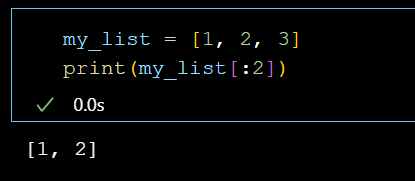 my_list = [1, 2, 3]
print(my_list[:2])
0.0s
[1, 2]